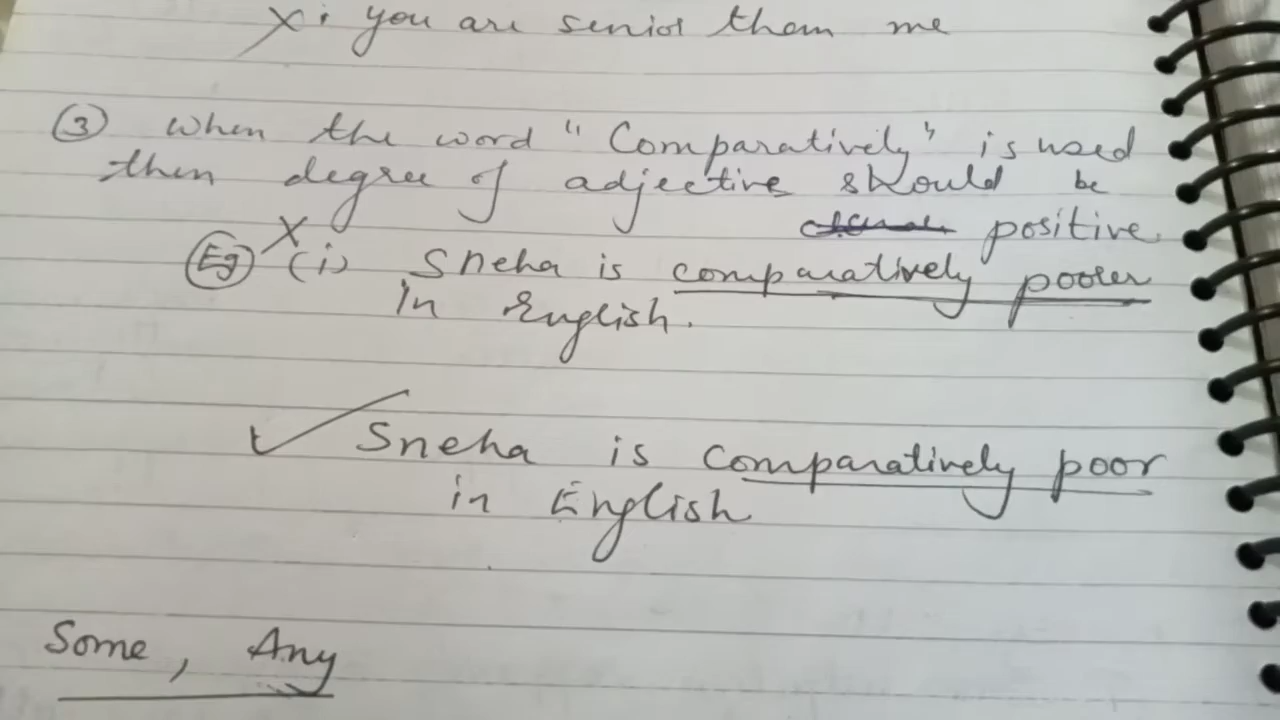 X. you are senior them me
③ When the word "Comparatively" is used
then degree of adjective should be
positive.
Eg X (i) Sneha is comparatively poorer
in English.
✓ Sneha is comparatively poor
in English
Some, Any